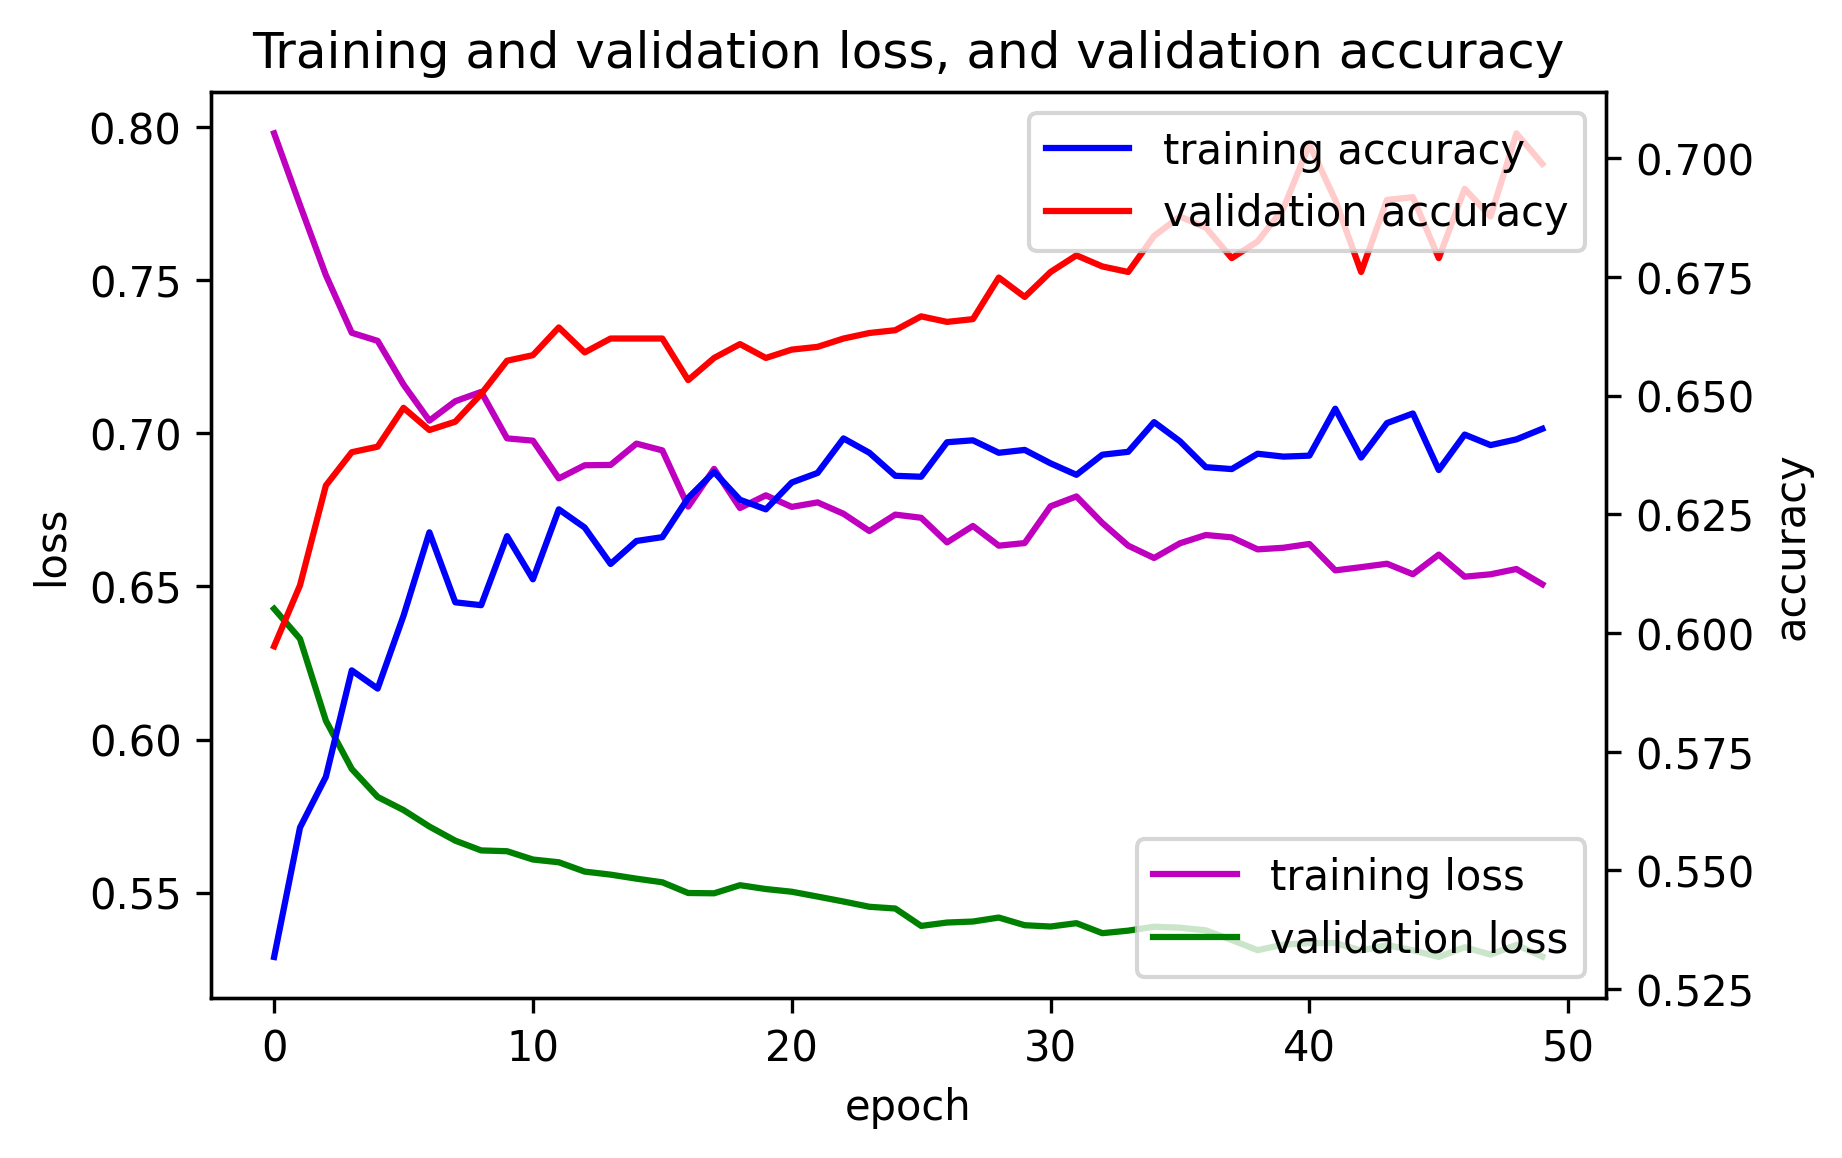 Training and validation loss, and validation accuracy
training accuracy
validation accuracy
0.80
0.75
0.70
0.65
0.60
0.55
loss
0.700
0.675
0.650
0.625
0.600
0.575
0.550
0.525
accuracy
training loss
validation loss
0 10 20 30 40 50
epoch